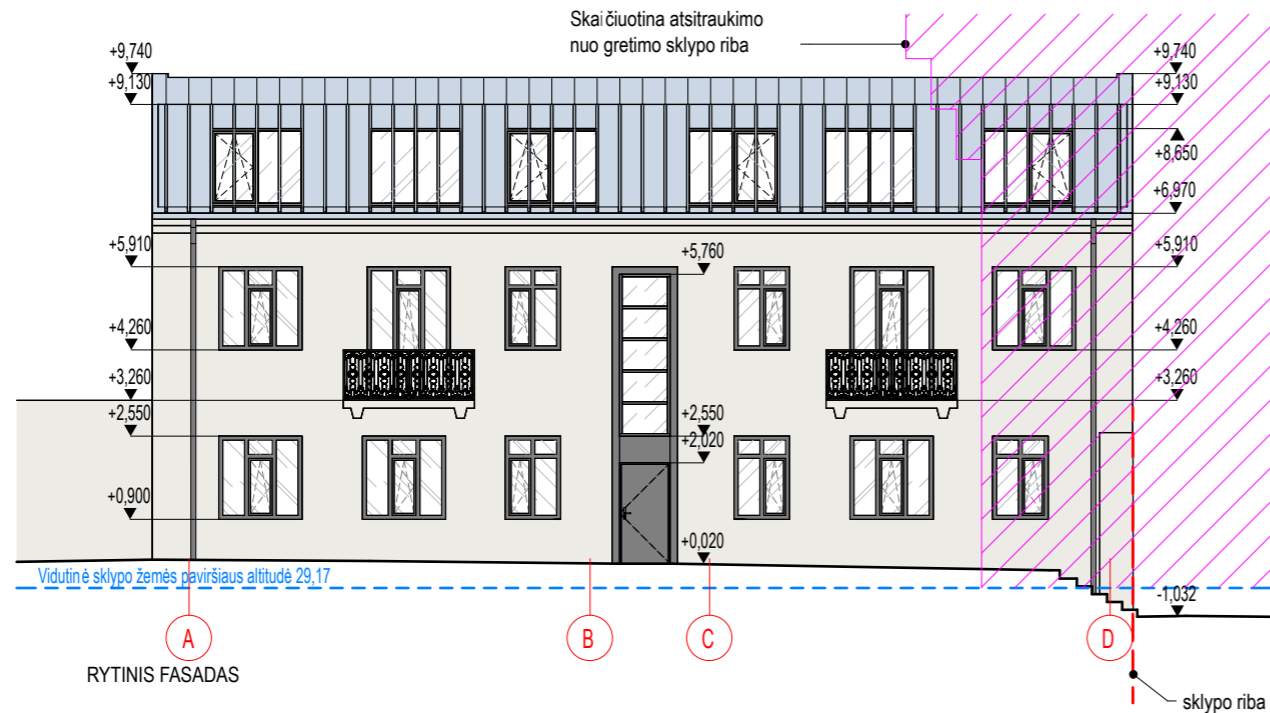 Skaičiuotina atsitraukimo
nuo gretimo sklypo riba
+9,740
+9,130
+9,740
+9,130
+8,650
+6,970
+5,910
+5,760
+5,910
+4,260
+4,260
+3,260
+3,260
+2,550
+2,550
+2,020
+0,900
+0,020
Vidutinė sklypo žemės paviršiaus altitudė 29,17
-1,032
A
B
C
D
RYTINIS FASADAS
sklypo riba